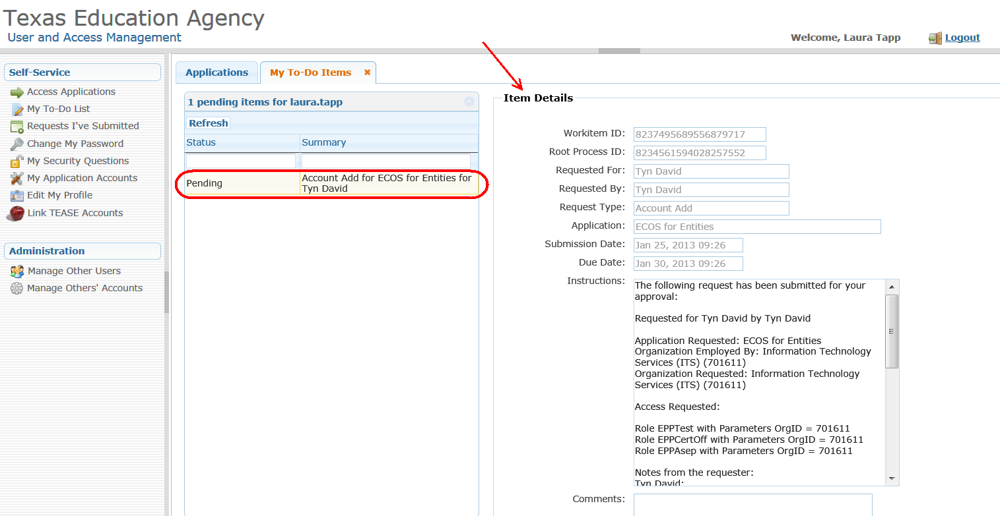 Texas Education Agency
User and Access Management
Welcome, Laura Tapp
Logout
Self-Service
Access Applications
My To-Do List
Requests I've Submitted
Change My Password
My Security Questions
My Application Accounts
Edit My Profile
Link TEASE Accounts
Administration
Manage Other Users
Manage Others' Accounts
Applications
My To-Do Items
1 pending items for laura.tapp
Refresh
Status Summary
Pending
Account Add for ECOS for Entities for
Tyn David
Item Details
Workitem ID: 8237495689556879717
Root Process ID: 8234561594028257552
Requested For: Tyn David
Requested By: Tyn David
Request Type: Account Add
Application: ECOS for Entities
Submission Date: Jan 25, 2013 09:26
Due Date: Jan 30, 2013 09:26
Instructions:
The following request has been submitted for your
approval:
Requested for Tyn David by Tyn David
Application Requested: ECOS for Entities
Organization Employed By: Information Technology
Services (ITS) (701611)
Organization Requested: Information Technology
Services (ITS) (701611)
Access Requested:
Role EPPTest with Parameters OrgID = 701611
Role EPPCertOff with Parameters OrgID = 701611
Role EPPAsep with Parameters OrgID = 701611
Notes from the requester:
Tyn David:
Comments: